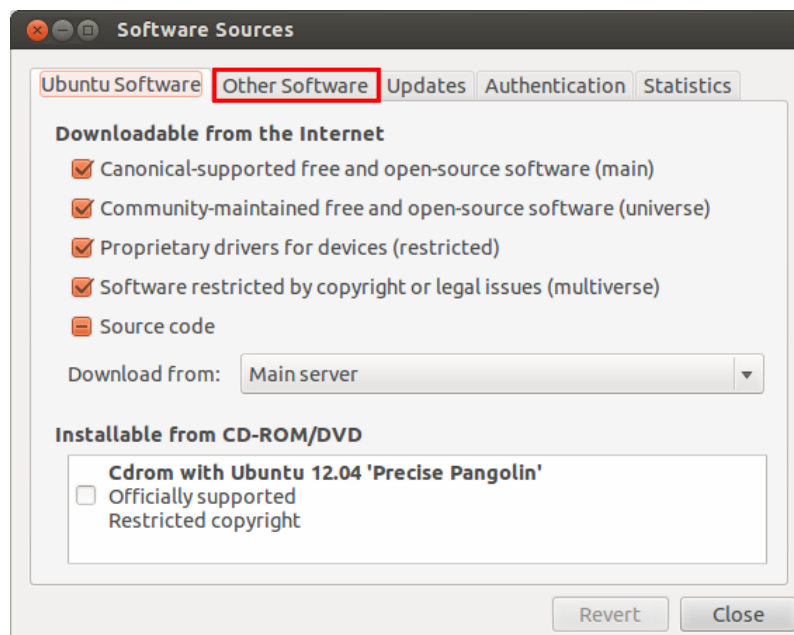 Software Sources
Ubuntu Software Other Software Updates Authentication Statistics
Downloadable from the Internet
Canonical-supported free and open-source software (main)
Community-maintained free and open-source software (universe)
Proprietary drivers for devices (restricted)
Software restricted by copyright or legal issues (multiverse)
Source code
Download from: Main server
Installable from CD-ROM/DVD
Cdrom with Ubuntu 12.04 'Precise Pangolin'
Officially supported
Restricted copyright
Revert Close